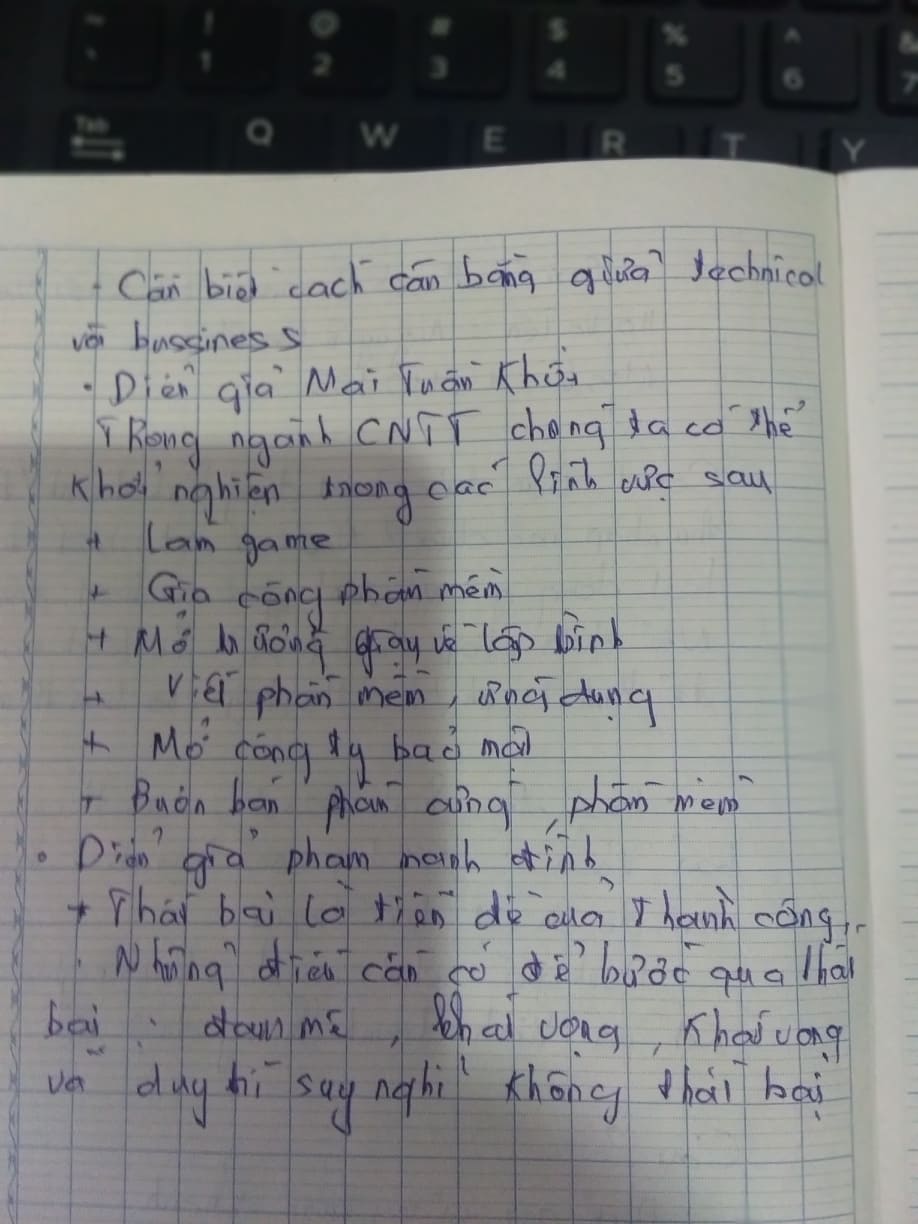 ~ ! @ # $ % ^ &
` 1 2 3 4 5 6 7
Tab Q W E R T Y
- Cần biết cách cân bằng giữa technical
với bussiness
• Diễn giả Mai Tuấn Khôi
TRong ngành CNTT chúng ta có thể
Khởi nghiệp trong các lĩnh vực sau
+ Làm game
+ Gia công phần mềm
+ Mở xưởng dạy về lập trình
+ Viết phần mềm, ứng dụng
+ Mở công ty bảo mật
+ Buôn bán phần cứng, phần mềm
• Diễn giả phạm mạnh đình
+ Thất bại là tiền đề của Thành công,
. Những điều cần có để bước qua thất
bại : đam mê, khát vọng, Khát vọng
và duy trì suy nghĩ không thất bại